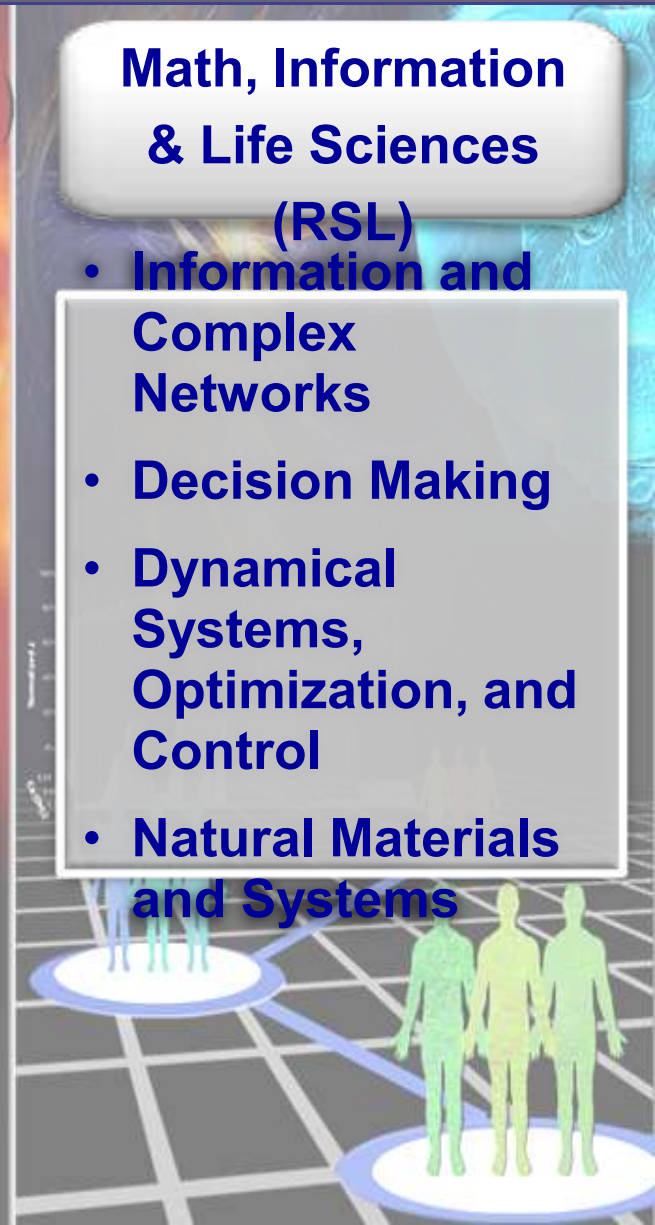 Math, Information
& Life Sciences
(RSL)
• Information and
Complex
Networks
• Decision Making
• Dynamical
Systems,
Optimization, and
Control
• Natural Materials
and Systems